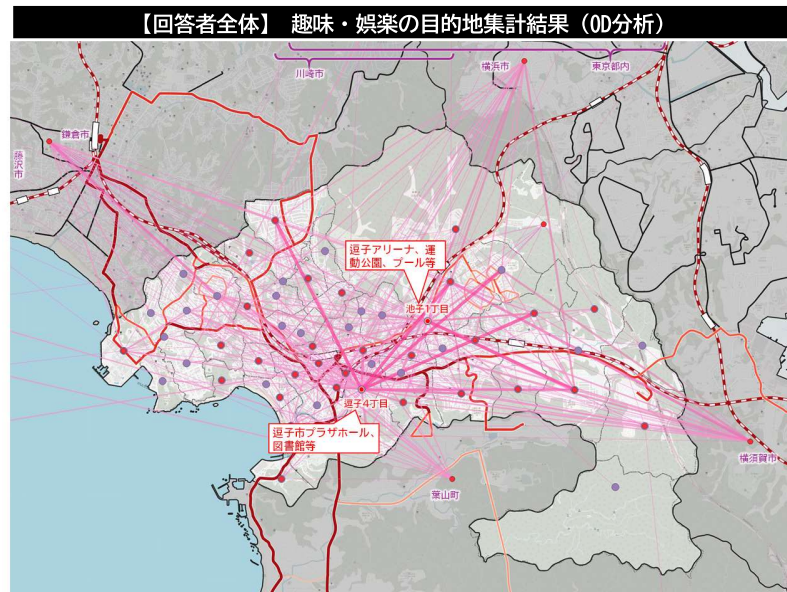 【回答者全体】 趣味・娯楽の目的地集計結果（OD分析）
川崎市
横浜市
東京都内
鎌倉市
藤沢市
逗子アリーナ、運
動公園、プール等
池子1丁目
逗子4丁目
逗子市プラザホール、
図書館等
横須賀市
葉山町